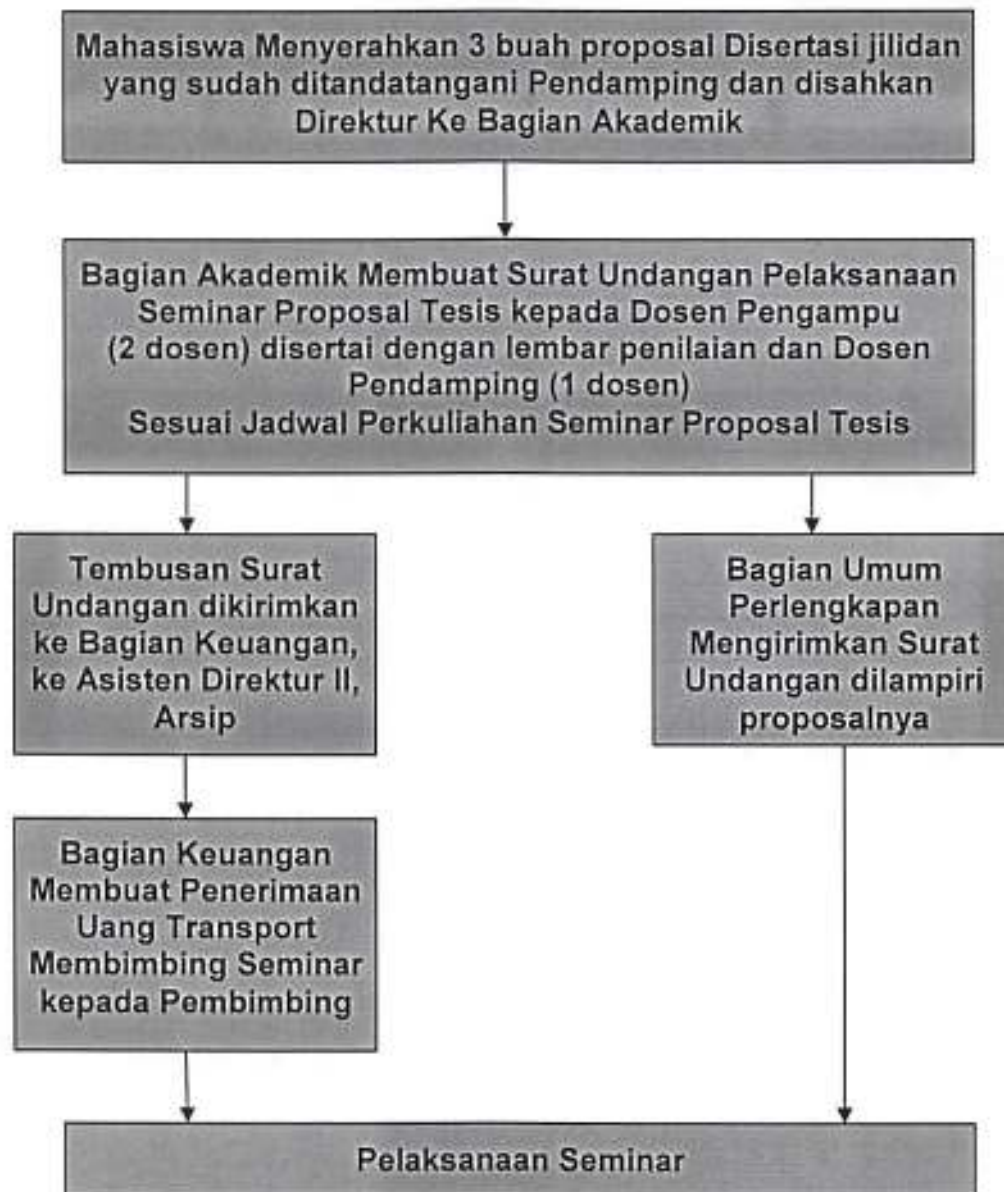 Mahasiswa Menyerahkan 3 buah proposal Disertasi jilidan
yang sudah ditandatangani Pendamping dan disahkan
Direktur Ke Bagian Akademik
Bagian Akademik Membuat Surat Undangan Pelaksanaan
Seminar Proposal Tesis kepada Dosen Pengampu
(2 dosen) disertai dengan lembar penilaian dan Dosen
Pendamping (1 dosen)
Sesuai Jadwal Perkuliahan Seminar Proposal Tesis
Tembusan Surat
Undangan dikirimkan
ke Bagian Keuangan,
ke Asisten Direktur II,
Arsip
Bagian Umum
Perlengkapan
Mengirimkan Surat
Undangan dilampiri
proposalnya
Bagian Keuangan
Membuat Penerimaan
Uang Transport
Membimbing Seminar
kepada Pembimbing
Pelaksanaan Seminar